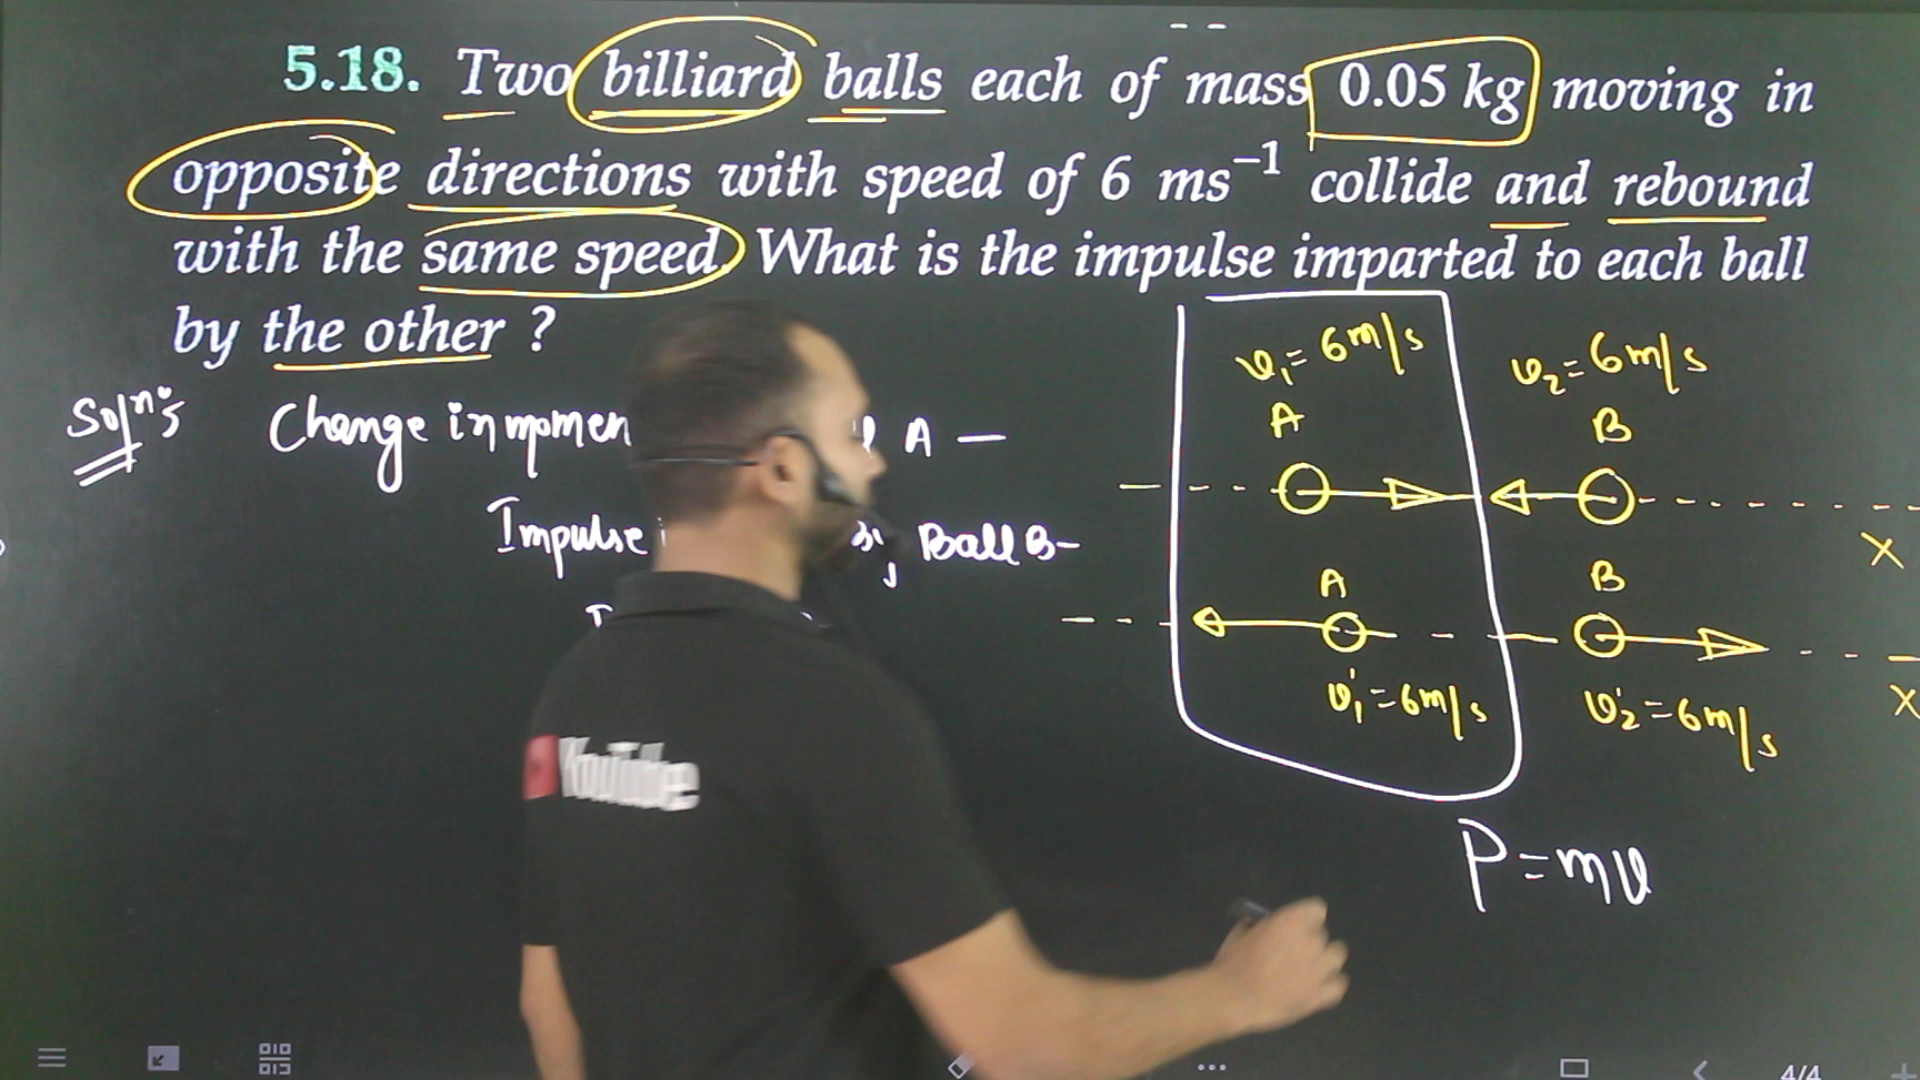 5.18. Two billiard balls each of mass 0.05 kg moving in
opposite directions with speed of 6 ms⁻¹ collide and rebound
with the same speed. What is the impulse imparted to each ball
by the other ?
Solⁿ:
Change in momen A —
Impulse Ball B-
v₁ = 6m/s
v₂ = 6m/s
A
B
X
A
B
v₁' = 6m/s
v₂' = 6m/s
X
P = mv
YouTube
4/4